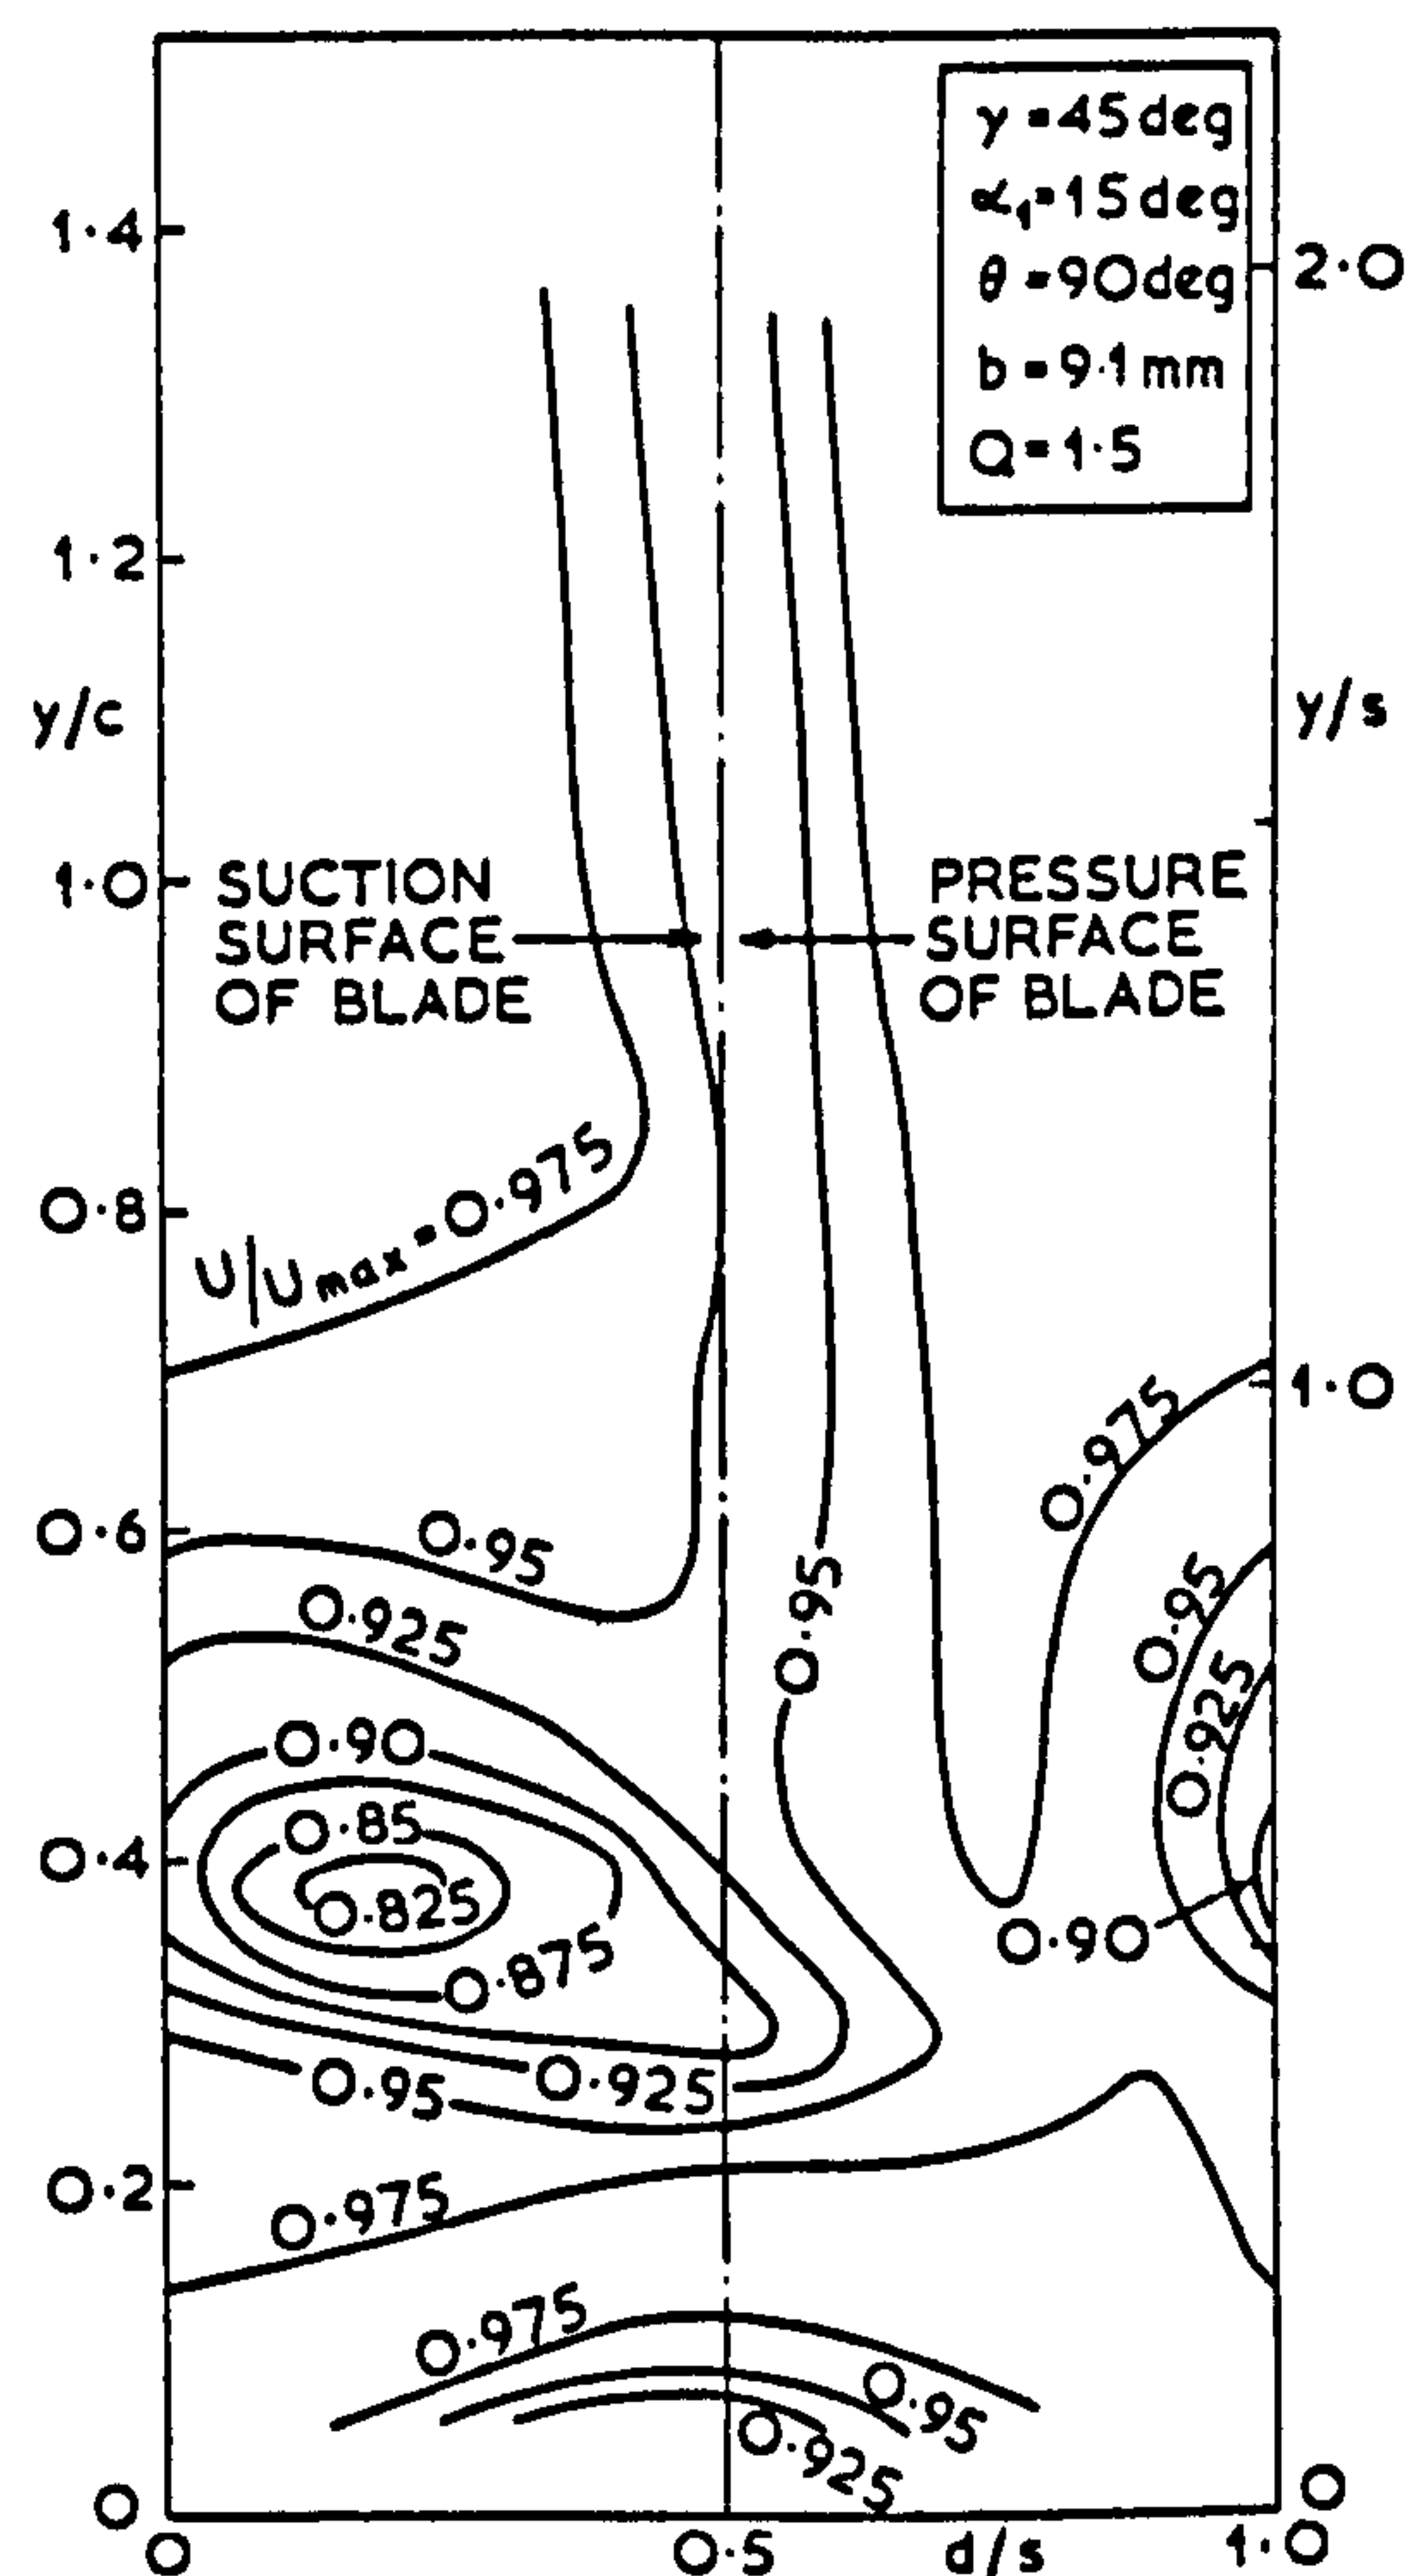 γ = 45 deg
α₁ = 15 deg
θ = 90 deg
b = 9·1 mm
Q = 1·5
1·4
2·0
1·2
y/c
y/s
1·0
SUCTION
SURFACE
OF BLADE
PRESSURE
SURFACE
OF BLADE
U/Umax = 0·975
0·8
1·0
0·975
0·6
0·95
0·95
0·95
0·925
0·925
0·90
0·85
0·4
0·825
0·90
0·875
0·95
0·925
0·2
0·975
0·975
0·95
0·925
0
0
0
0·5
d/s
1·0